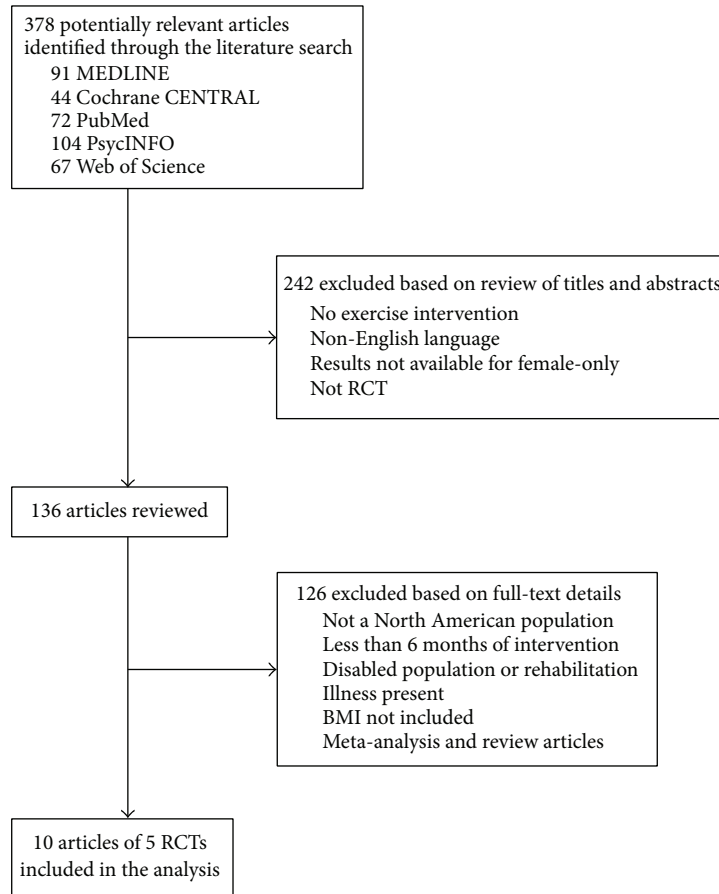 378 potentially relevant articles
identified through the literature search
91 MEDLINE
44 Cochrane CENTRAL
72 PubMed
104 PsycINFO
67 Web of Science
242 excluded based on review of titles and abstracts
No exercise intervention
Non-English language
Results not available for female-only
Not RCT
136 articles reviewed
126 excluded based on full-text details
Not a North American population
Less than 6 months of intervention
Disabled population or rehabilitation
Illness present
BMI not included
Meta-analysis and review articles
10 articles of 5 RCTs
included in the analysis